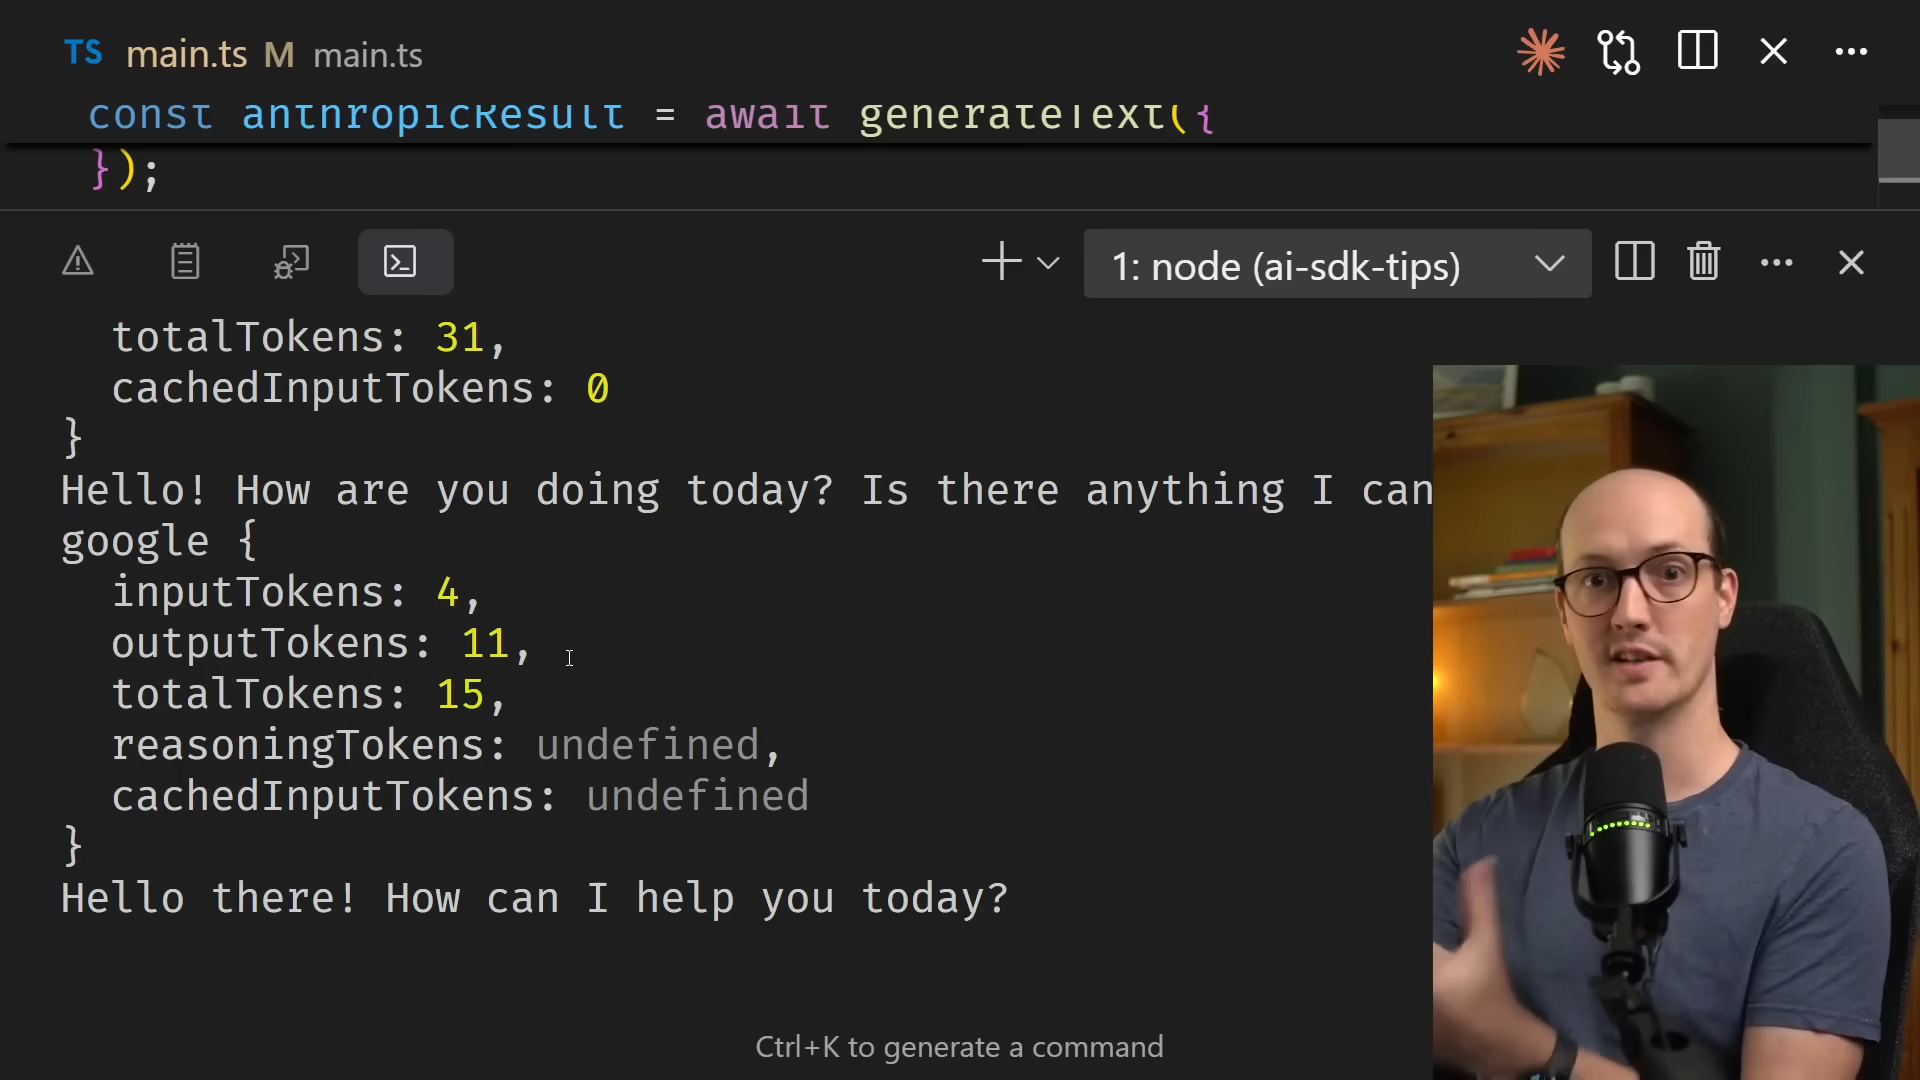 TS main.ts M main.ts
const anthropicResult = await generateText({
});
1: node (ai-sdk-tips)
totalTokens: 31,
cachedInputTokens: 0
}
Hello! How are you doing today? Is there anything I can
google {
inputTokens: 4,
outputTokens: 11,
totalTokens: 15,
reasoningTokens: undefined,
cachedInputTokens: undefined
}
Hello there! How can I help you today?
Ctrl+K to generate a command